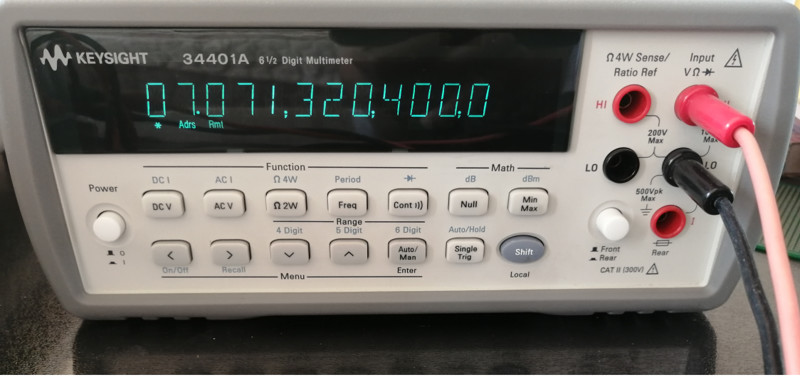 KEYSIGHT 34401A 6½ Digit Multimeter
07.071,320,400,0
* Adrs Rmt
Ω 4W Sense/ Ratio Ref
Input V Ω
HI
200V Max
LO
LO
500Vpk Max
I
Front
Rear
Rear
CAT II (300V)
Function
Math
DC I AC I Ω 4W Period dB dBm
Power
DC V AC V Ω 2W Freq Cont Null Min Max
Range
4 Digit 5 Digit 6 Digit Auto/Hold
O
I
< > Auto/ Man Single Trig Shift
On/Off Recall Enter Local
Menu